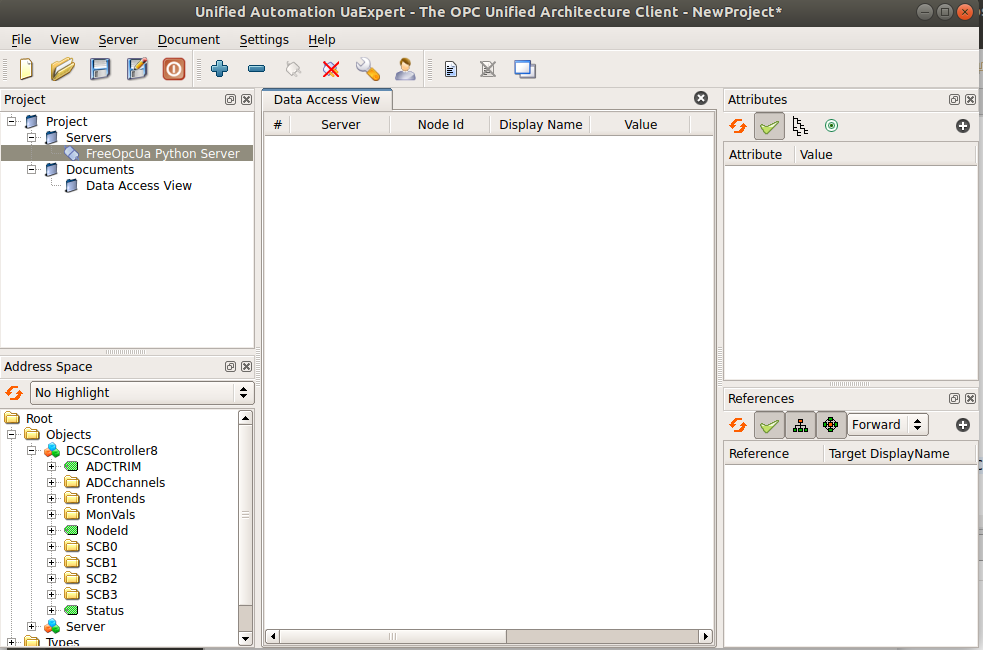 Unified Automation UaExpert - The OPC Unified Architecture Client - NewProject*
File View Server Document Settings Help
Project
Project
Servers
FreeOpcUa Python Server
Documents
Data Access View
Address Space
No Highlight
Root
Objects
DCSController8
ADCTRIM
ADCchannels
Frontends
MonVals
NodeId
SCB0
SCB1
SCB2
SCB3
Status
Server
Types
Data Access View
# Server Node Id Display Name Value
Attributes
Attribute Value
References
Forward
Reference Target DisplayName